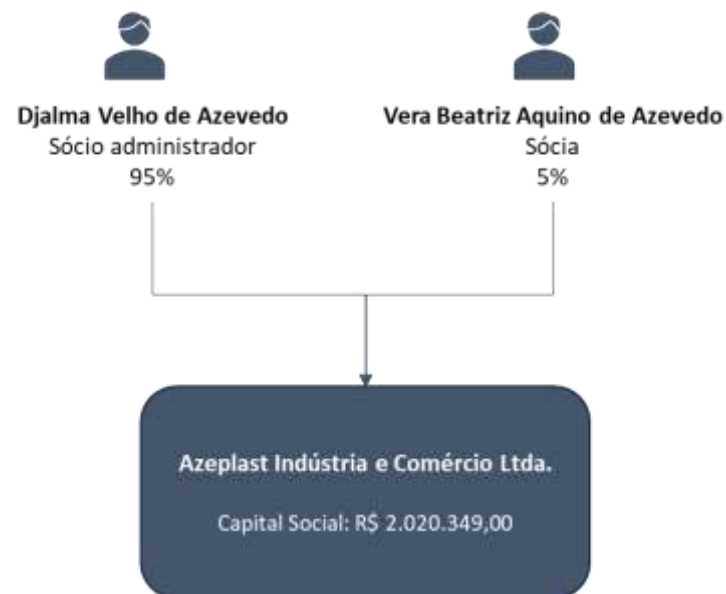 Djalma Velho de Azevedo
Sócio administrador
95%
Vera Beatriz Aquino de Azevedo
Sócia
5%
Azeplast Indústria e Comércio Ltda.
Capital Social: R$ 2.020.349,00